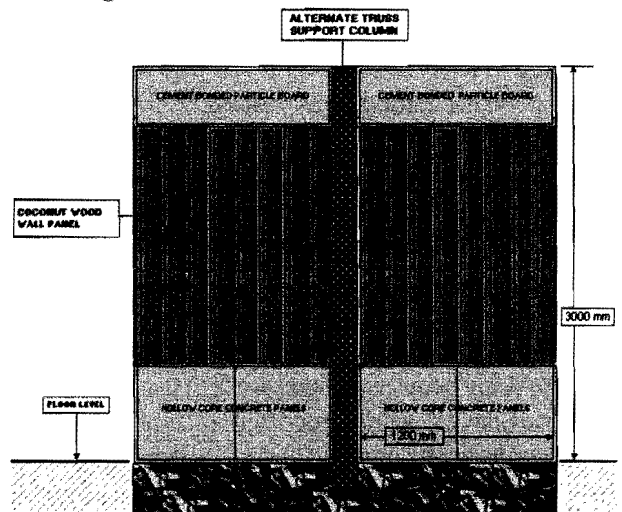 ALTERNATE TRUSS
SUPPORT COLUMN
CEMENT BONDED PARTICLE BOARD
CEMENT BONDED PARTICLE BOARD
COCONUT WOOD
WALL PANEL
3000 mm
FLOOR LEVEL
HOLLOW CORE CONCRETE PANELS
HOLLOW CORE CONCRETE PANELS
1200 mm